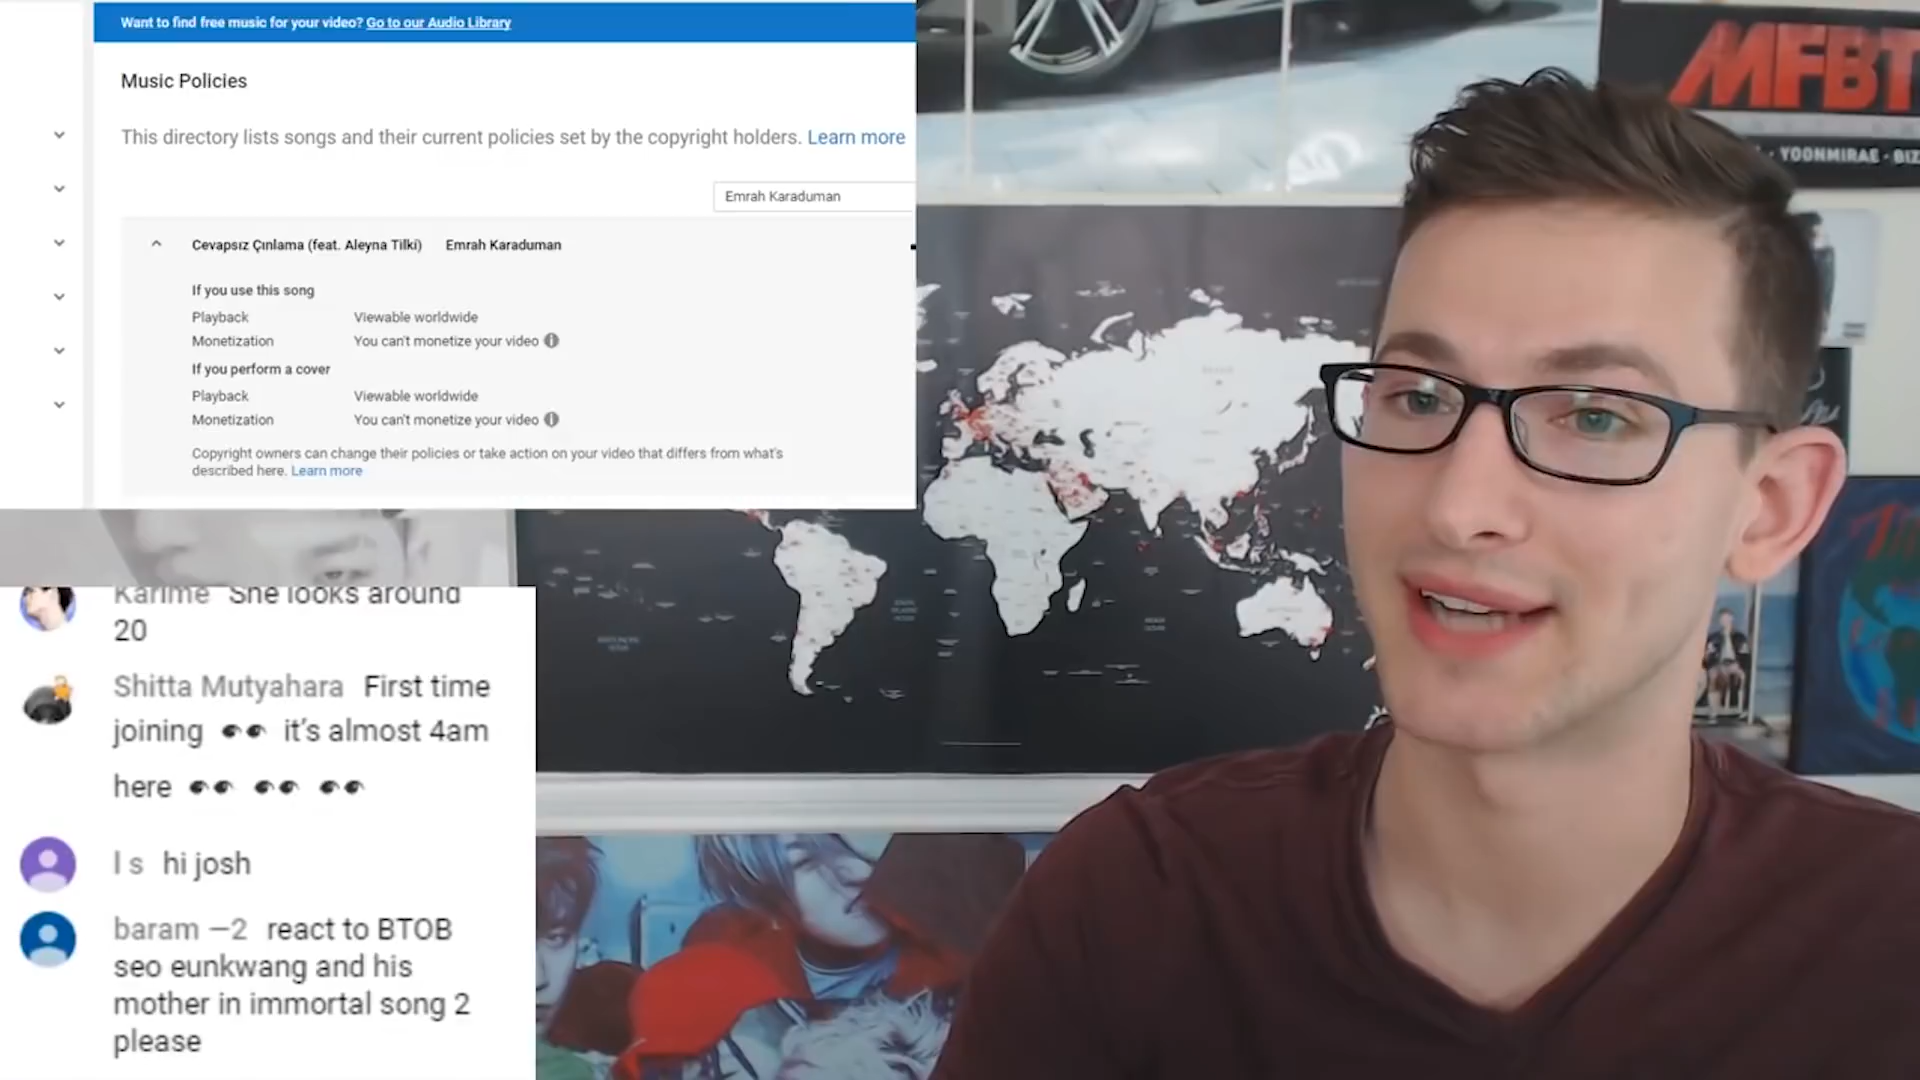 Want to find free music for your video? Go to our Audio Library
Music Policies
This directory lists songs and their current policies set by the copyright holders. Learn more
Emrah Karaduman
Cevapsız Çınlama (feat. Aleyna Tilki) Emrah Karaduman
If you use this song
Playback Viewable worldwide
Monetization You can't monetize your video
If you perform a cover
Playback Viewable worldwide
Monetization You can't monetize your video
Copyright owners can change their policies or take action on your video that differs from what's
described here. Learn more
MFBT
YOONMIRAE · BIZ
Karime She looks around
20
Shitta Mutyahara First time
joining 👀 it's almost 4am
here 👀 👀 👀
l s hi josh
baram —2 react to BTOB
seo eunkwang and his
mother in immortal song 2
please